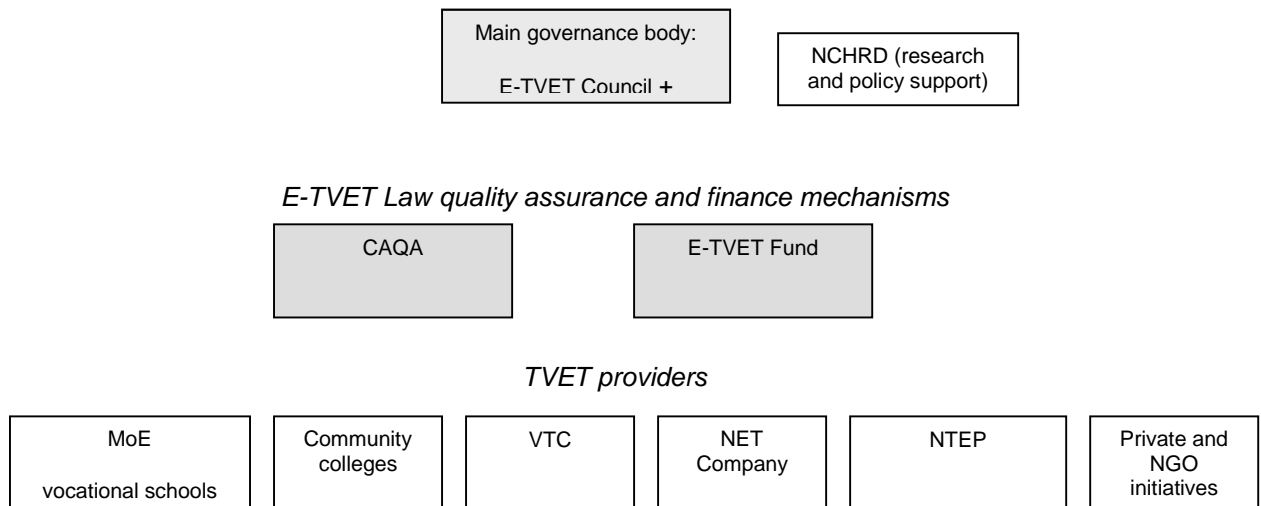 Main governance body:
E-TVET Council +
NCHRD (research
and policy support)
E-TVET Law quality assurance and finance mechanisms
CAQA
E-TVET Fund
TVET providers
MoE
vocational schools
Community
colleges
VTC
NET
Company
NTEP
Private and
NGO
initiatives